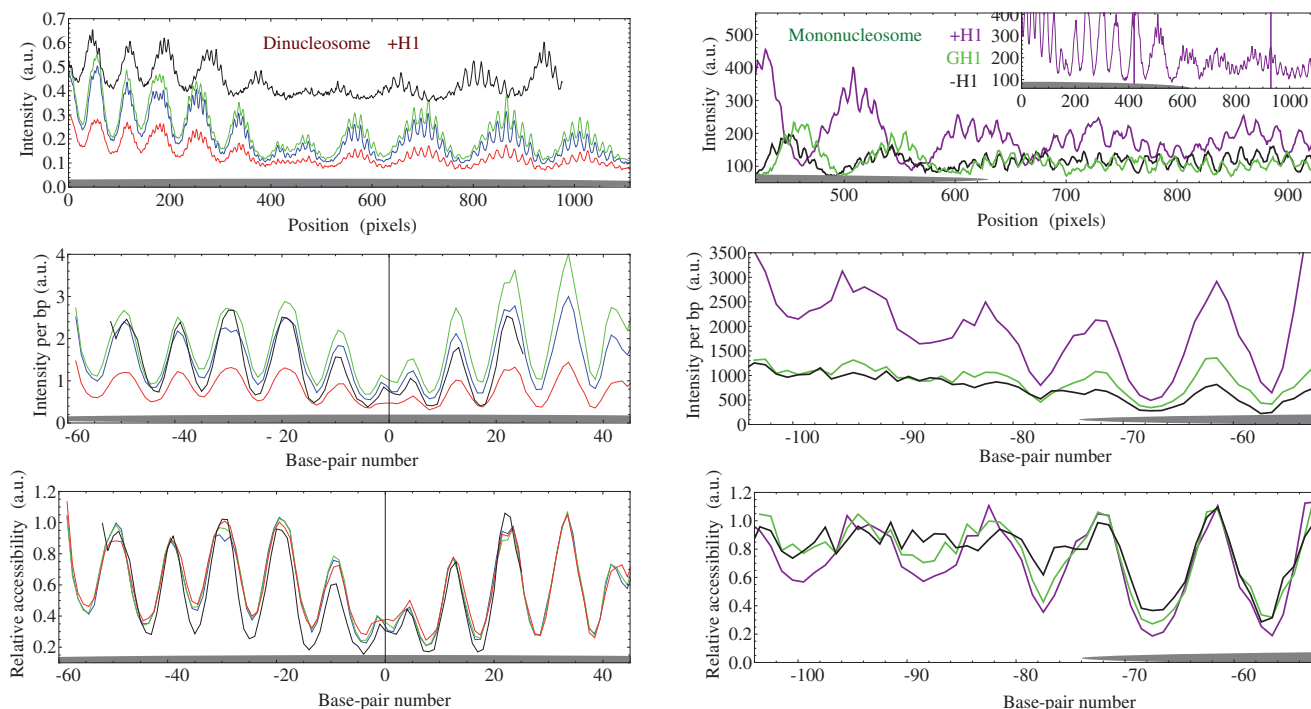 Dinucleosome +H1
Intensity (a.u.)
0.7
0.6
0.5
0.4
0.3
0.2
0.1
0.0
0 200 400 600 800 1000
Position (pixels)
Mononucleosome +H1
GH1
-H1
Intensity (a.u.)
500
400
300
200
100
400
300
200
100
0 200 400 600 800 1000
500 600 700 800 900
Position (pixels)
Intensity per bp (a.u.)
4
3
2
1
0
-60 -40 - 20 0 20 40
Base-pair number
Intensity per bp (a.u.)
3500
3000
2500
2000
1500
1000
500
0
-100 -90 -80 -70 -60
Base-pair number
Relative accessibility (a.u.)
1.2
1.0
0.8
0.6
0.4
0.2
-60 -40 -20 0 20 40
Base-pair number
Relative accessibility (a.u.)
1.2
1.0
0.8
0.6
0.4
0.2
0.0
-100 -90 -80 -70 -60
Base-pair number